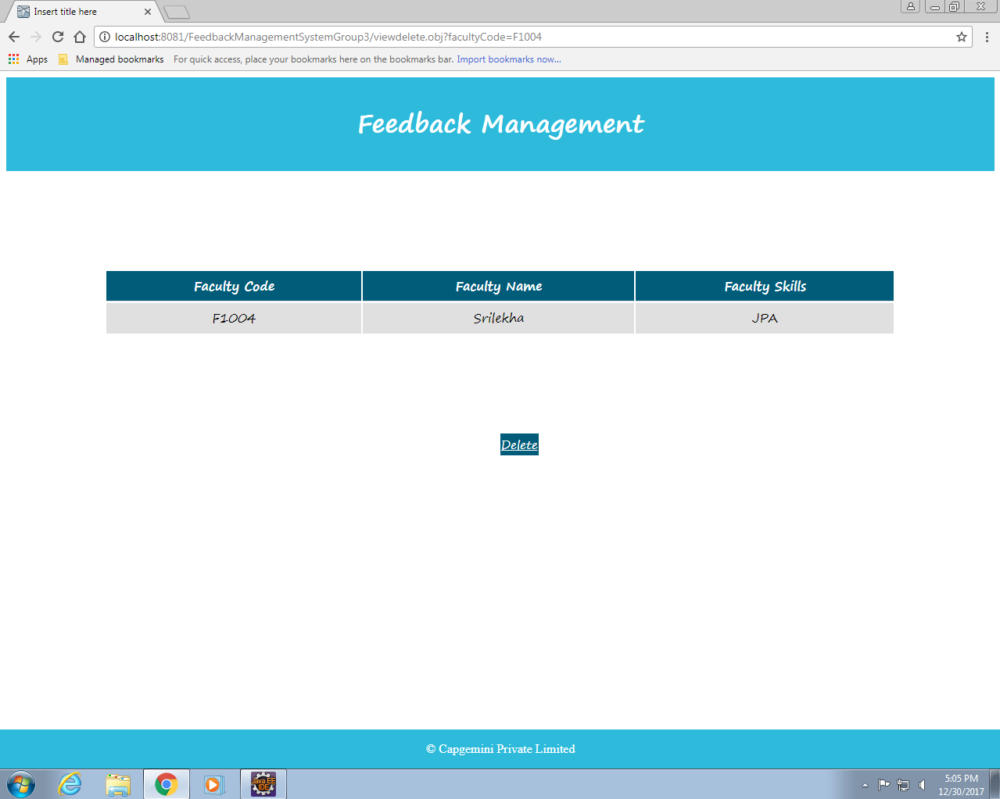 Insert title here
localhost:8081/FeedbackManagementSystemGroup3/viewdelete.obj?facultyCode=F1004
Apps Managed bookmarks For quick access, place your bookmarks here on the bookmarks bar. Import bookmarks now...
Feedback Management
Faculty Code Faculty Name Faculty Skills
F1004 Srilekha JPA
Delete
© Capgemini Private Limited
Java EE
IDE
5:05 PM
12/30/2017